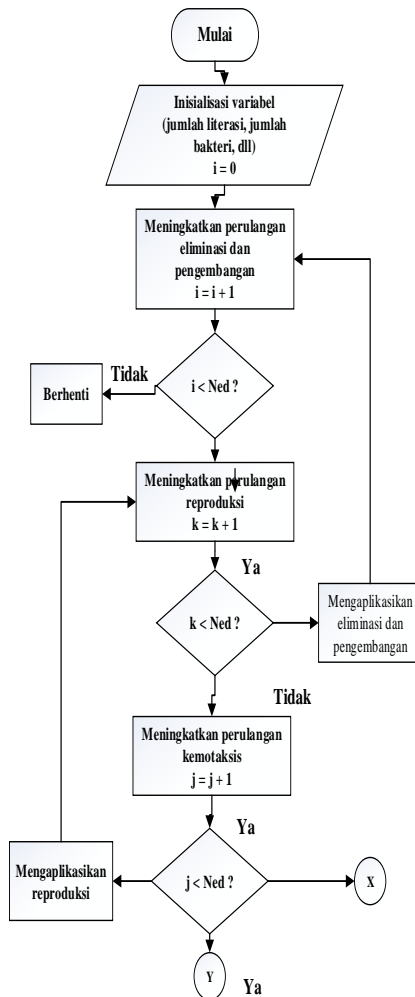 Mulai
Inisialisasi variabel
(jumlah literasi, jumlah
bakteri, dll)
i = 0
Meningkatkan perulangan
eliminasi dan
pengembangan
i = i + 1
i < Ned ?
Tidak
Berhenti
Meningkatkan perulangan
reproduksi
k = k + 1
Ya
k < Ned ?
Mengaplikasikan
eliminasi dan
pengembangan
Tidak
Meningkatkan perulangan
kemotaksis
j = j + 1
Ya
j < Ned ?
Mengaplikasikan
reproduksi
X
Y
Ya